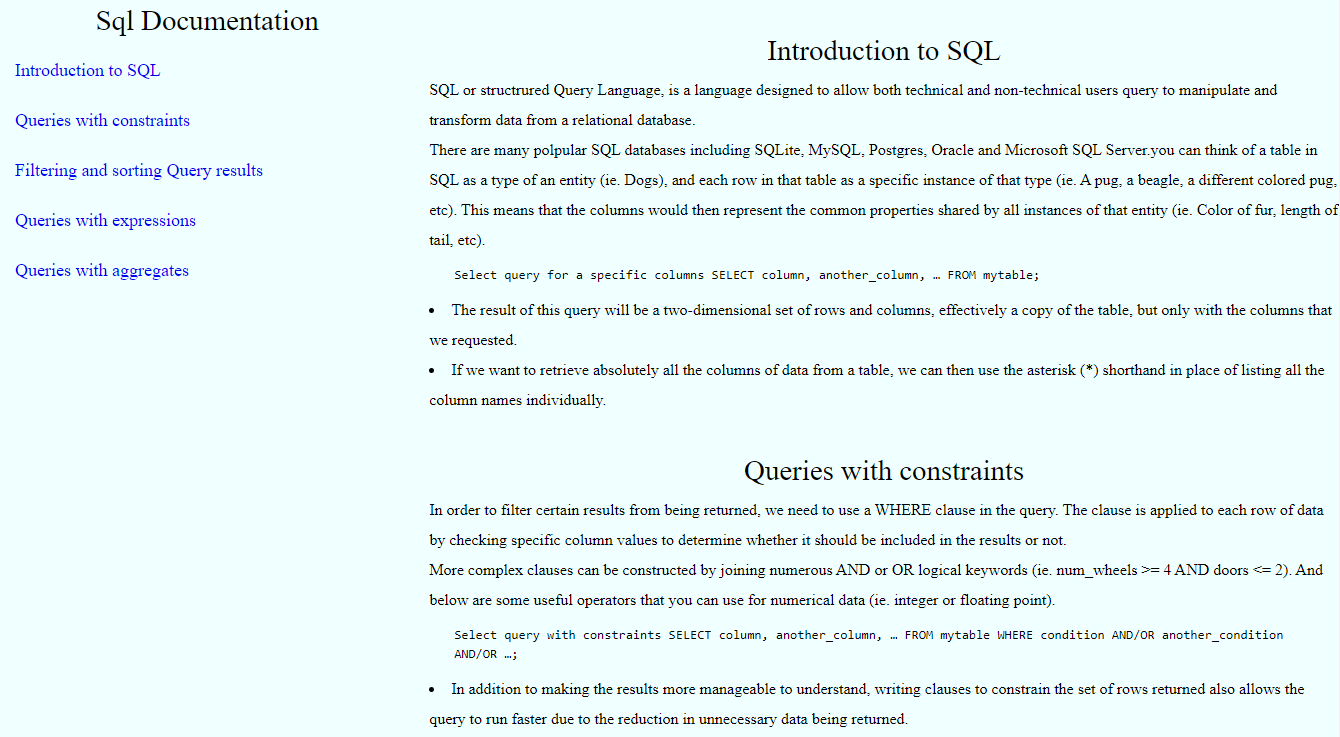 Sql Documentation
Introduction to SQL
Queries with constraints
Filtering and sorting Query results
Queries with expressions
Queries with aggregates
Introduction to SQL
SQL or structrured Query Language, is a language designed to allow both technical and non-technical users query to manipulate and
transform data from a relational database.
There are many polpular SQL databases including SQLite, MySQL, Postgres, Oracle and Microsoft SQL Server.you can think of a table in
SQL as a type of an entity (ie. Dogs), and each row in that table as a specific instance of that type (ie. A pug, a beagle, a different colored pug,
etc). This means that the columns would then represent the common properties shared by all instances of that entity (ie. Color of fur, length of
tail, etc).
Select query for a specific columns SELECT column, another_column, … FROM mytable;
• The result of this query will be a two-dimensional set of rows and columns, effectively a copy of the table, but only with the columns that
we requested.
• If we want to retrieve absolutely all the columns of data from a table, we can then use the asterisk (*) shorthand in place of listing all the
column names individually.
Queries with constraints
In order to filter certain results from being returned, we need to use a WHERE clause in the query. The clause is applied to each row of data
by checking specific column values to determine whether it should be included in the results or not.
More complex clauses can be constructed by joining numerous AND or OR logical keywords (ie. num_wheels >= 4 AND doors <= 2). And
below are some useful operators that you can use for numerical data (ie. integer or floating point).
Select query with constraints SELECT column, another_column, … FROM mytable WHERE condition AND/OR another_condition
AND/OR …;
• In addition to making the results more manageable to understand, writing clauses to constrain the set of rows returned also allows the
query to run faster due to the reduction in unnecessary data being returned.